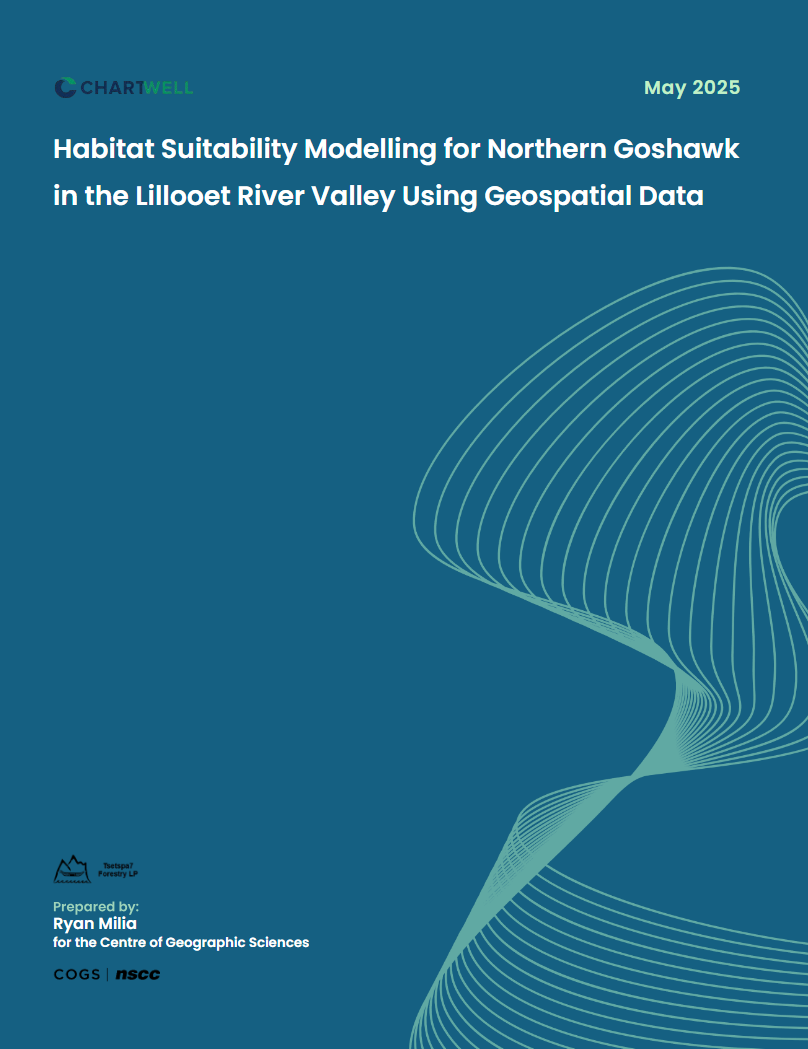 CHARTWELL
May 2025
Habitat Suitability Modelling for Northern Goshawk
in the Lillooet River Valley Using Geospatial Data
Tsetspa7
Forestry LP
Prepared by:
Ryan Milia
for the Centre of Geographic Sciences
COGS | nscc